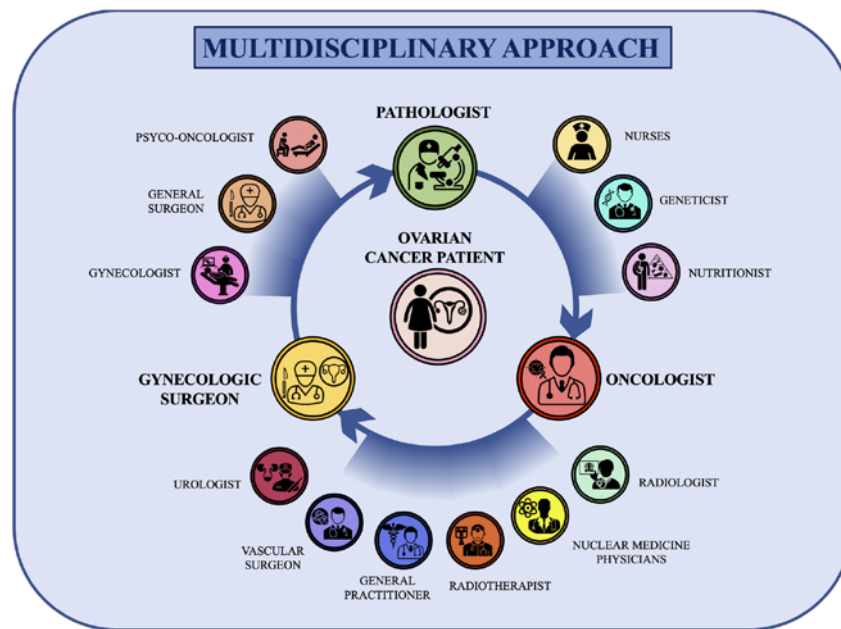 MULTIDISCIPLINARY APPROACH
PATHOLOGIST
PSYCO-ONCOLOGIST
NURSES
GENERAL
SURGEON
GENETICIST
OVARIAN
CANCER PATIENT
GYNECOLOGIST
NUTRITIONIST
GYNECOLOGIC
SURGEON
ONCOLOGIST
UROLOGIST
RADIOLOGIST
VASCULAR
SURGEON
NUCLEAR MEDICINE
PHYSICIANS
GENERAL
PRACTITIONER
RADIOTHERAPIST